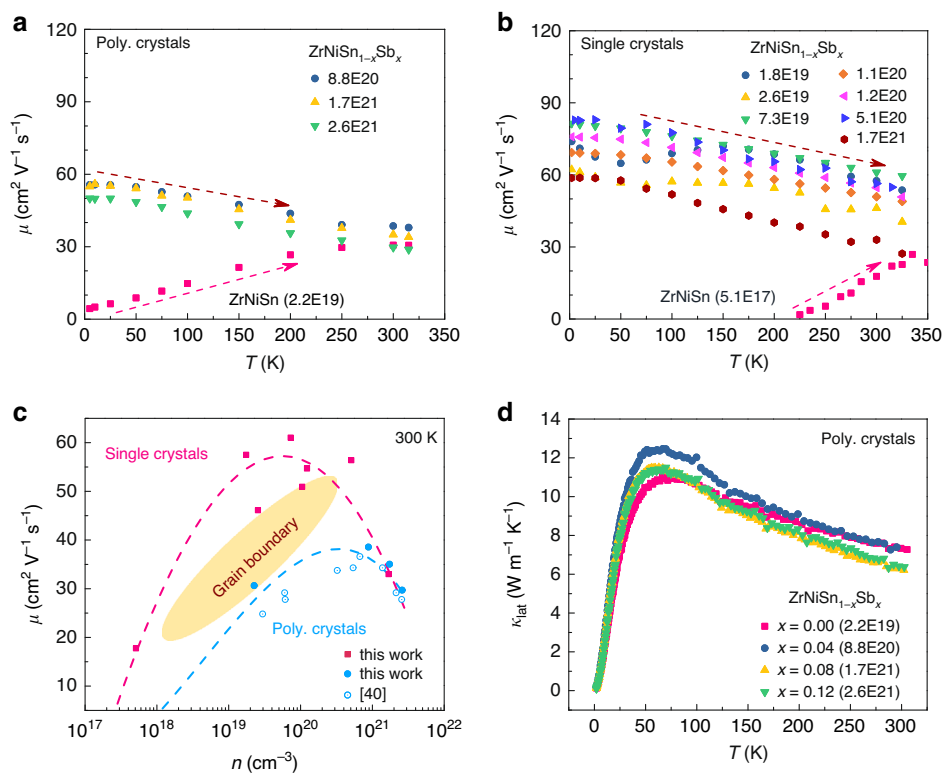 a
Poly. crystals
ZrNiSn₁₋ₓSbₓ
8.8E20
1.7E21
2.6E21
ZrNiSn (2.2E19)
120
90
60
30
0
μ (cm² V⁻¹ s⁻¹)
0 50 100 150 200 250 300 350
T (K)
b
Single crystals
ZrNiSn₁₋ₓSbₓ
1.8E19 1.1E20
2.6E19 1.2E20
7.3E19 5.1E20
1.7E21
ZrNiSn (5.1E17)
120
90
60
30
0
μ (cm² V⁻¹ s⁻¹)
0 50 100 150 200 250 300 350
T (K)
c
300 K
Single crystals
Grain boundary
Poly. crystals
this work
this work
[40]
60
50
40
30
20
10
μ (cm² V⁻¹ s⁻¹)
10¹⁷ 10¹⁸ 10¹⁹ 10²⁰ 10²¹ 10²²
n (cm⁻³)
d
Poly. crystals
ZrNiSn₁₋ₓSbₓ
x = 0.00 (2.2E19)
x = 0.04 (8.8E20)
x = 0.08 (1.7E21)
x = 0.12 (2.6E21)
14
12
10
8
6
4
2
0
κlat (W m⁻¹ K⁻¹)
0 50 100 150 200 250 300
T (K)